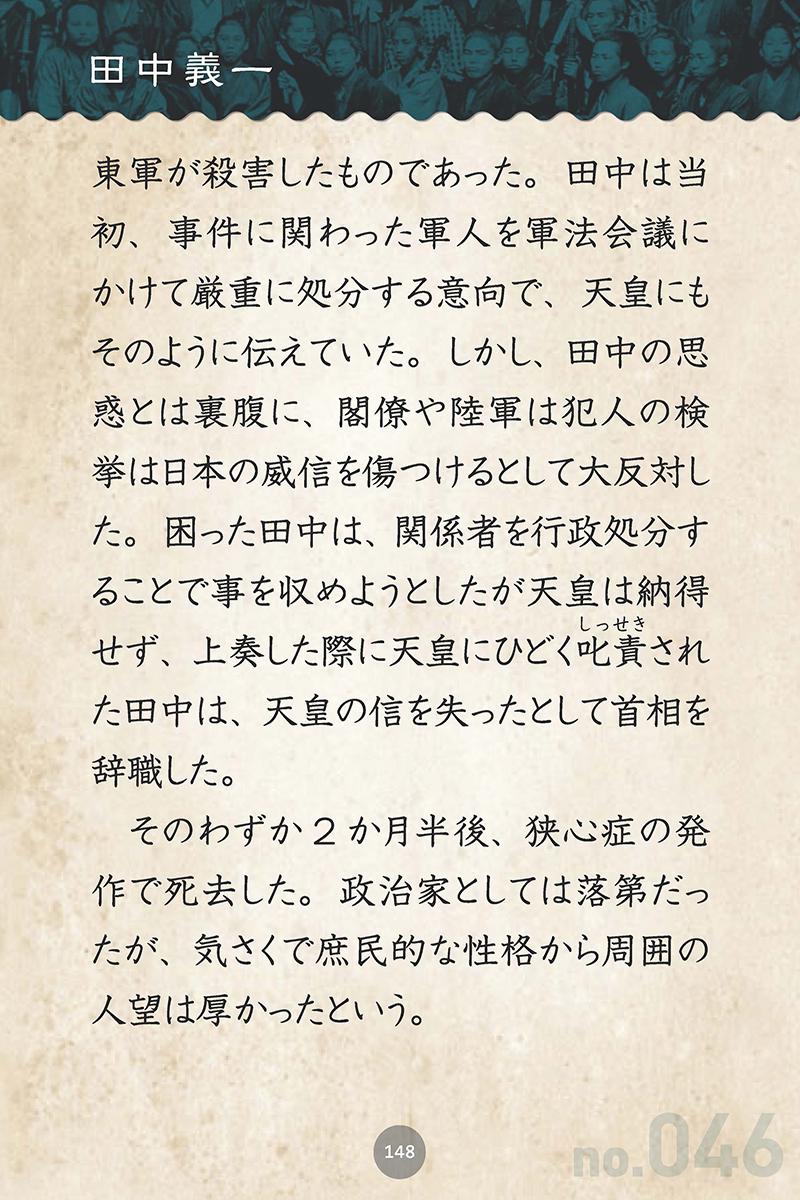 田中義一
東軍が殺害したものであった。田中は当
初、事件に関わった軍人を軍法会議に
かけて厳重に処分する意向で、天皇にも
そのように伝えていた。しかし、田中の思
惑とは裏腹に、閣僚や陸軍は犯人の検
挙は日本の威信を傷つけるとして大反対し
た。困った田中は、関係者を行政処分す
ることで事を収めようとしたが天皇は納得
しっせき
せず、上奏した際に天皇にひどく叱責され
た田中は、天皇の信を失ったとして首相を
辞職した。
そのわずか2か月半後、狭心症の発
作で死去した。政治家としては落第だっ
たが、気さくで庶民的な性格から周囲の
人望は厚かったという。
148
no.046